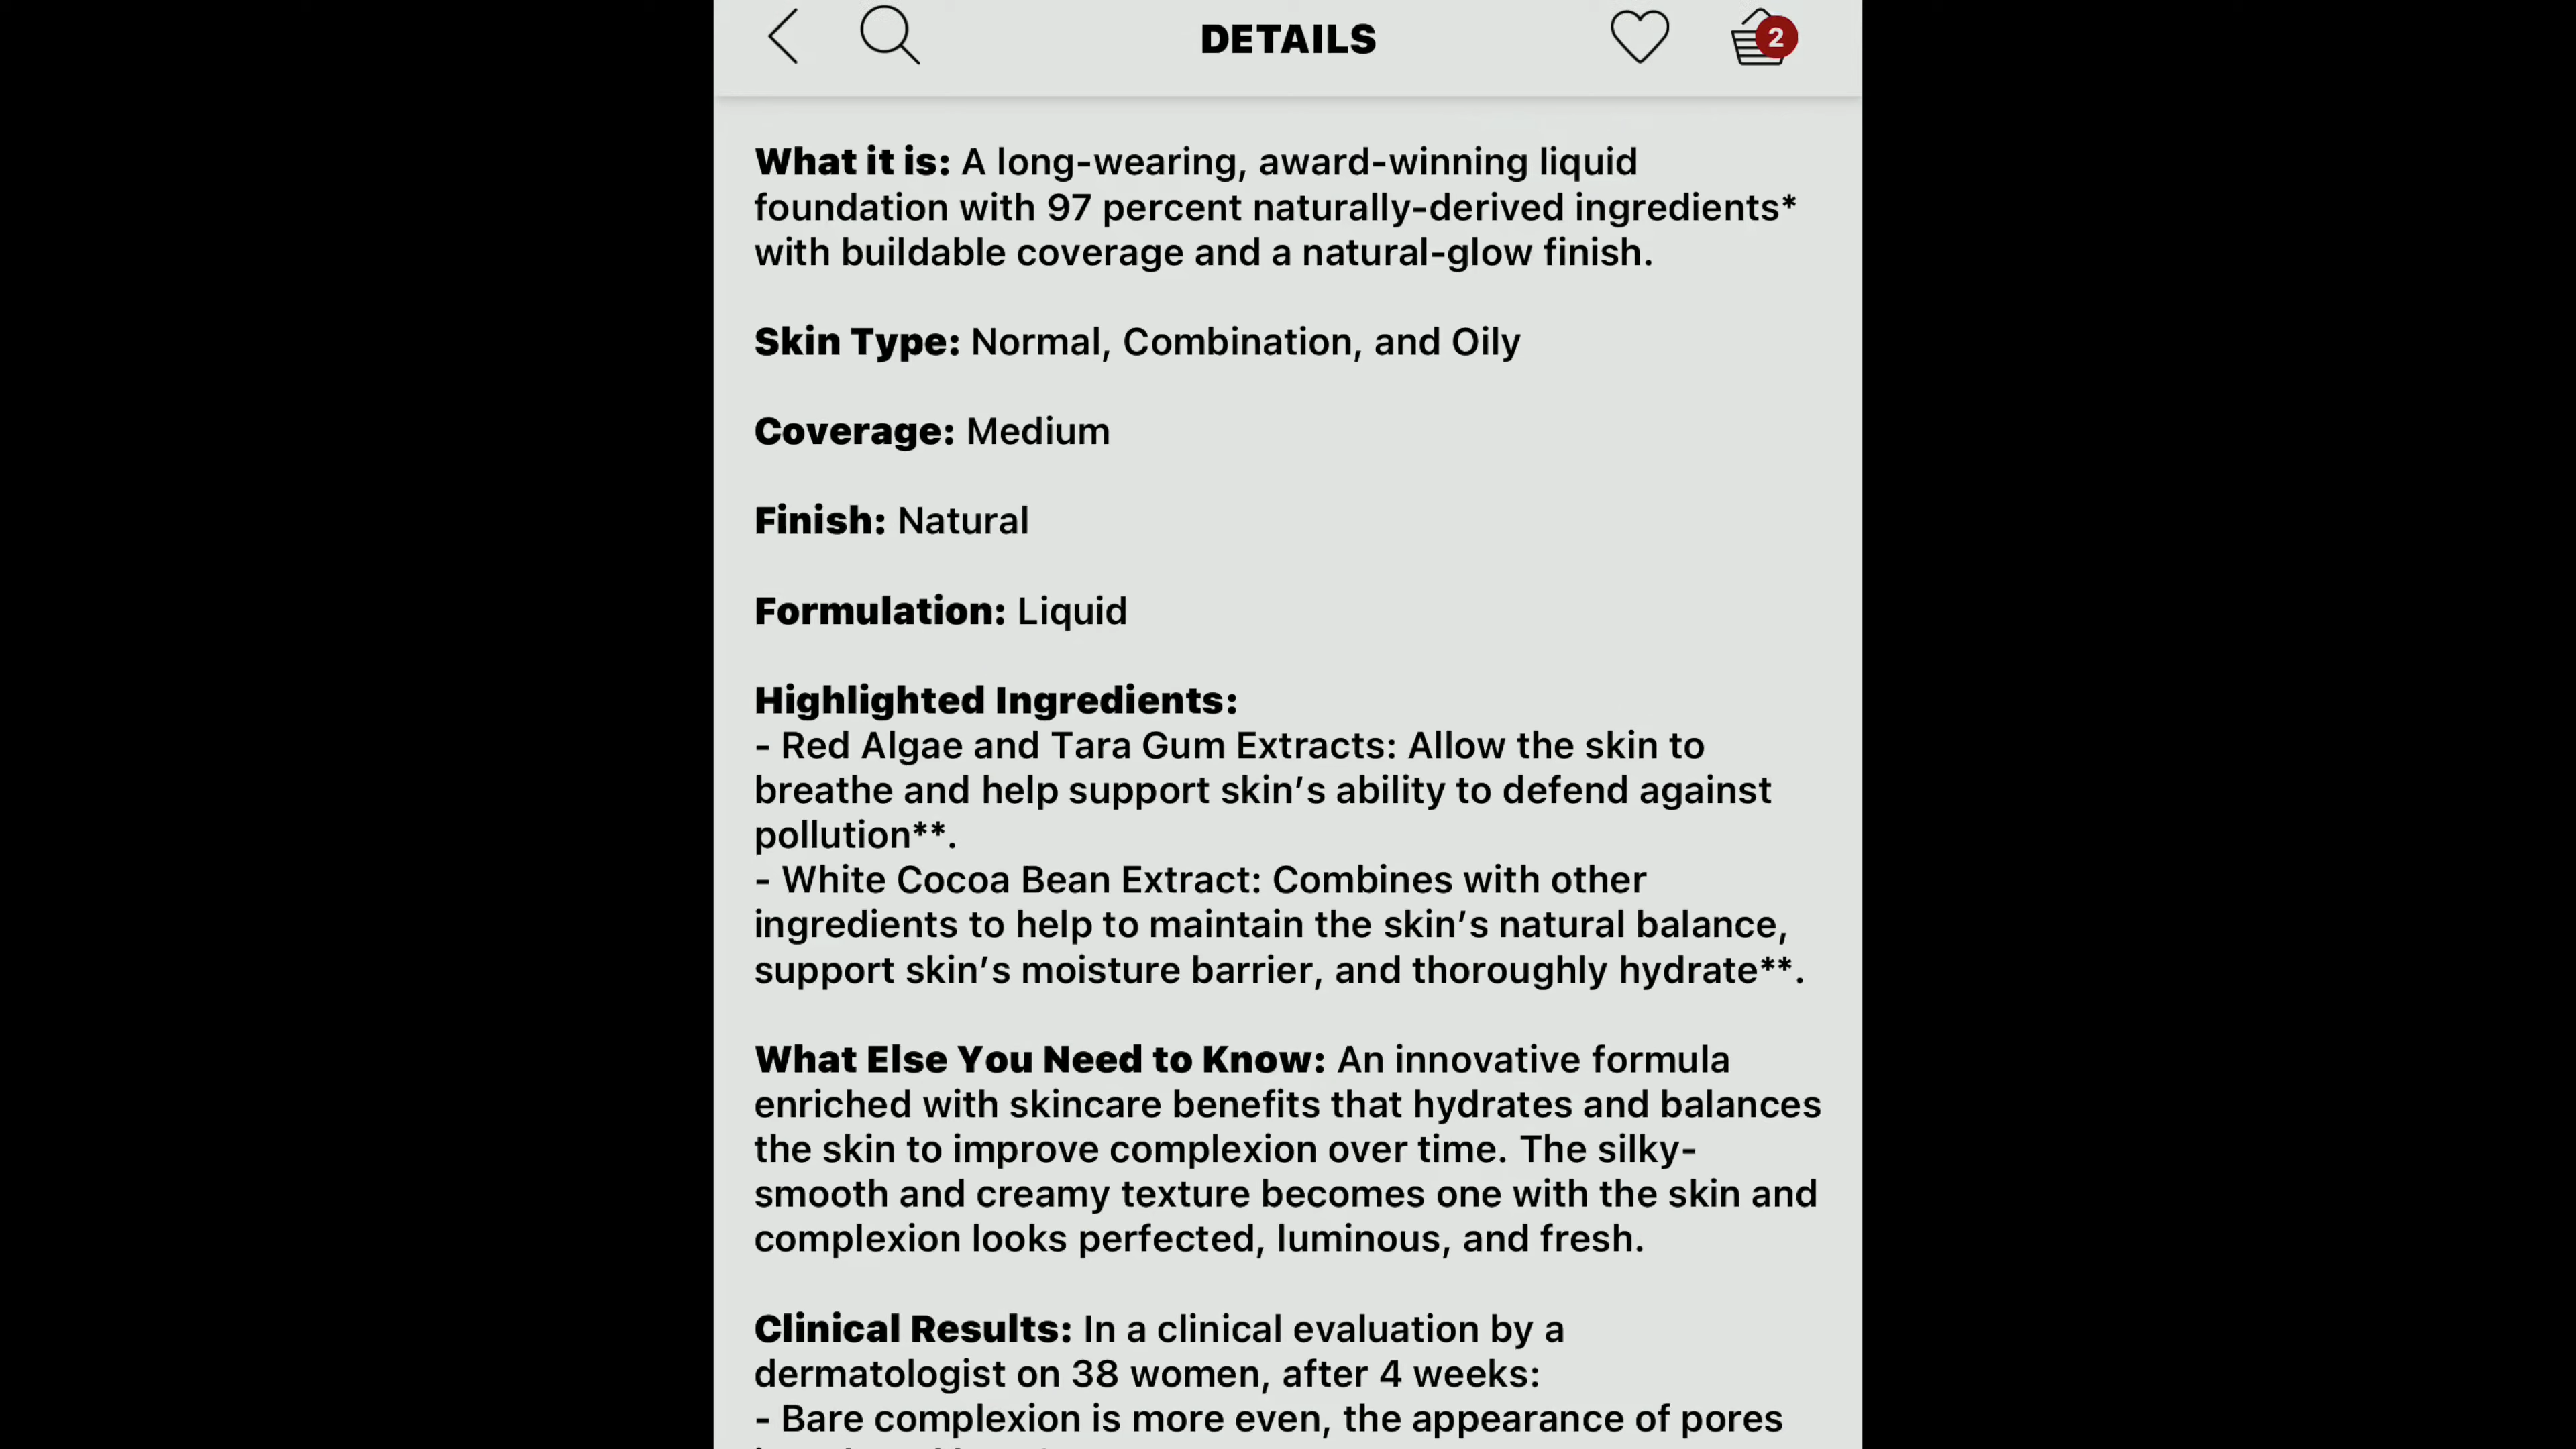 DETAILS
2
What it is: A long-wearing, award-winning liquid
foundation with 97 percent naturally-derived ingredients*
with buildable coverage and a natural-glow finish.
Skin Type: Normal, Combination, and Oily
Coverage: Medium
Finish: Natural
Formulation: Liquid
Highlighted Ingredients:
- Red Algae and Tara Gum Extracts: Allow the skin to
breathe and help support skin’s ability to defend against
pollution**.
- White Cocoa Bean Extract: Combines with other
ingredients to help to maintain the skin’s natural balance,
support skin’s moisture barrier, and thoroughly hydrate**.
What Else You Need to Know: An innovative formula
enriched with skincare benefits that hydrates and balances
the skin to improve complexion over time. The silky-
smooth and creamy texture becomes one with the skin and
complexion looks perfected, luminous, and fresh.
Clinical Results: In a clinical evaluation by a
dermatologist on 38 women, after 4 weeks:
- Bare complexion is more even, the appearance of pores